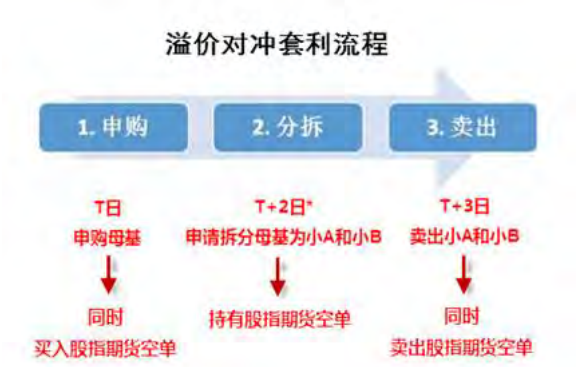 溢价对冲套利流程
1. 申购
2. 分拆
3. 卖出
T日
申购母基
T+2日*
申请拆分母基为小A和小B
T+3日
卖出小A和小B
同时
买入股指期货空单
持有股指期货空单
同时
卖出股指期货空单